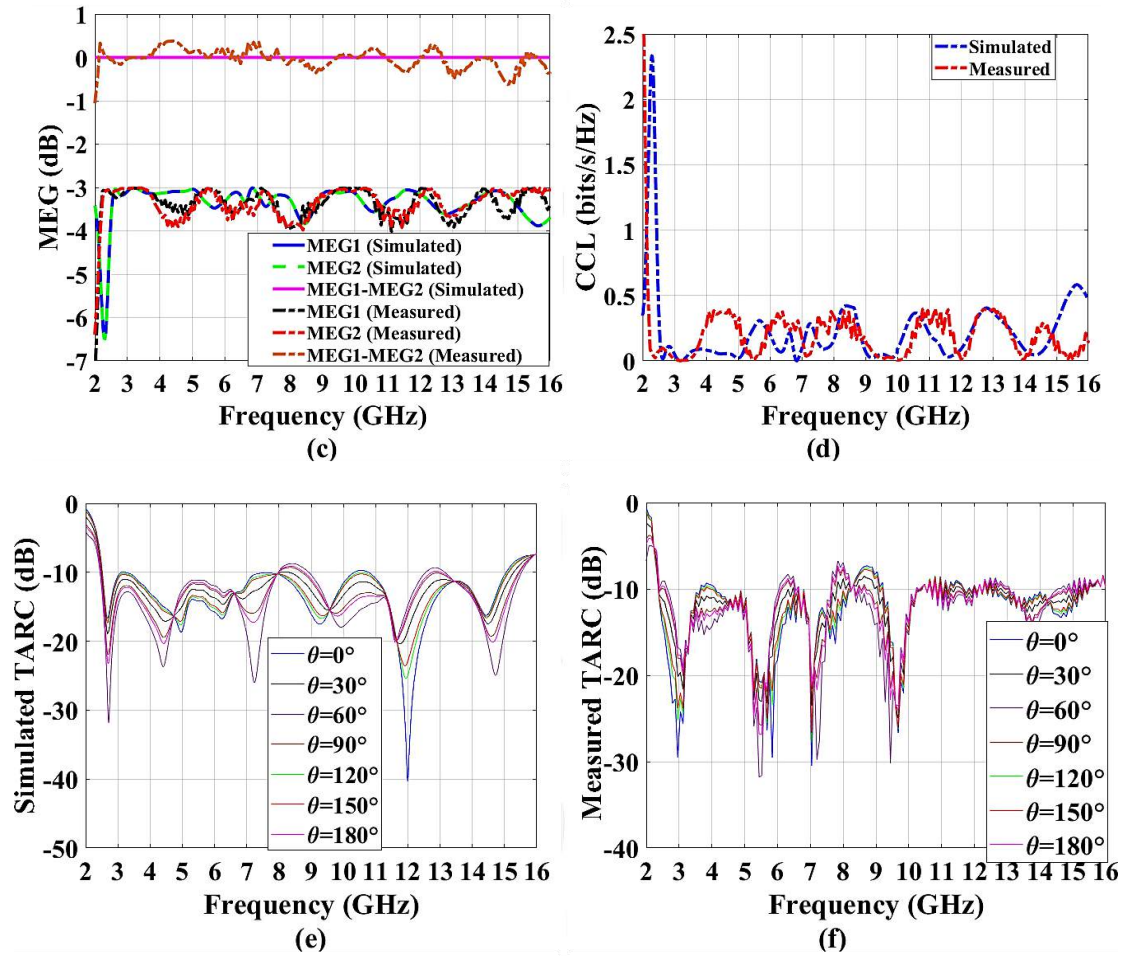 1
0
-1
-2
-3
-4
-5
-6
-7
MEG (dB)
MEG1 (Simulated)
MEG2 (Simulated)
MEG1-MEG2 (Simulated)
MEG1 (Measured)
MEG2 (Measured)
MEG1-MEG2 (Measured)
2 3 4 5 6 7 8 9 10 11 12 13 14 15 16
Frequency (GHz)
(c)
2.5
2
1.5
1
0.5
0
CCL (bits/s/Hz)
Simulated
Measured
2 3 4 5 6 7 8 9 10 11 12 13 14 15 16
Frequency (GHz)
(d)
0
-10
-20
-30
-40
-50
Simulated TARC (dB)
θ=0°
θ=30°
θ=60°
θ=90°
θ=120°
θ=150°
θ=180°
2 3 4 5 6 7 8 9 10 11 12 13 14 15 16
Frequency (GHz)
(e)
0
-10
-20
-30
-40
Measured TARC (dB)
θ=0°
θ=30°
θ=60°
θ=90°
θ=120°
θ=150°
θ=180°
2 3 4 5 6 7 8 9 10 11 12 13 14 15 16
Frequency (GHz)
(f)